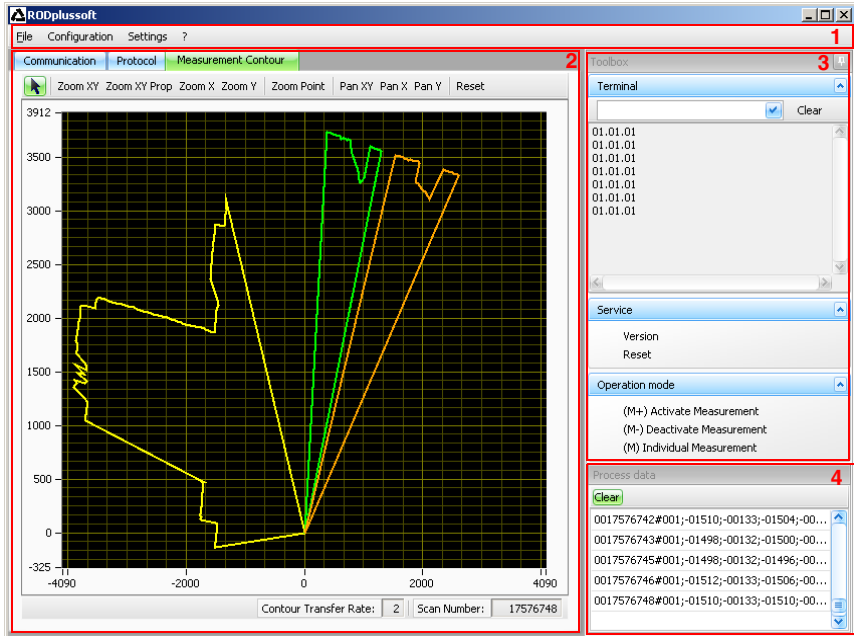 RODplussoft
File Configuration Settings ? 1
Communication Protocol Measurement Contour 2
Zoom XY Zoom XY Prop Zoom X Zoom Y Zoom Point Pan XY Pan X Pan Y Reset
3912
3500
3000
2500
2000
1500
1000
500
0
-325
-4090 -2000 0 2000 4090
Contour Transfer Rate: 2 Scan Number: 17576748
Toolbox 3
Terminal
Clear
01.01.01
01.01.01
01.01.01
01.01.01
01.01.01
01.01.01
01.01.01
Service
Version
Reset
Operation mode
(M+) Activate Measurement
(M-) Deactivate Measurement
(M) Individual Measurement
Process data 4
Clear
0017576742#001;-01510;-00133;-01504;-00...
0017576743#001;-01498;-00132;-01500;-00...
0017576745#001;-01498;-00132;-01496;-00...
0017576746#001;-01512;-00133;-01506;-00...
0017576748#001;-01510;-00133;-01510;-00...